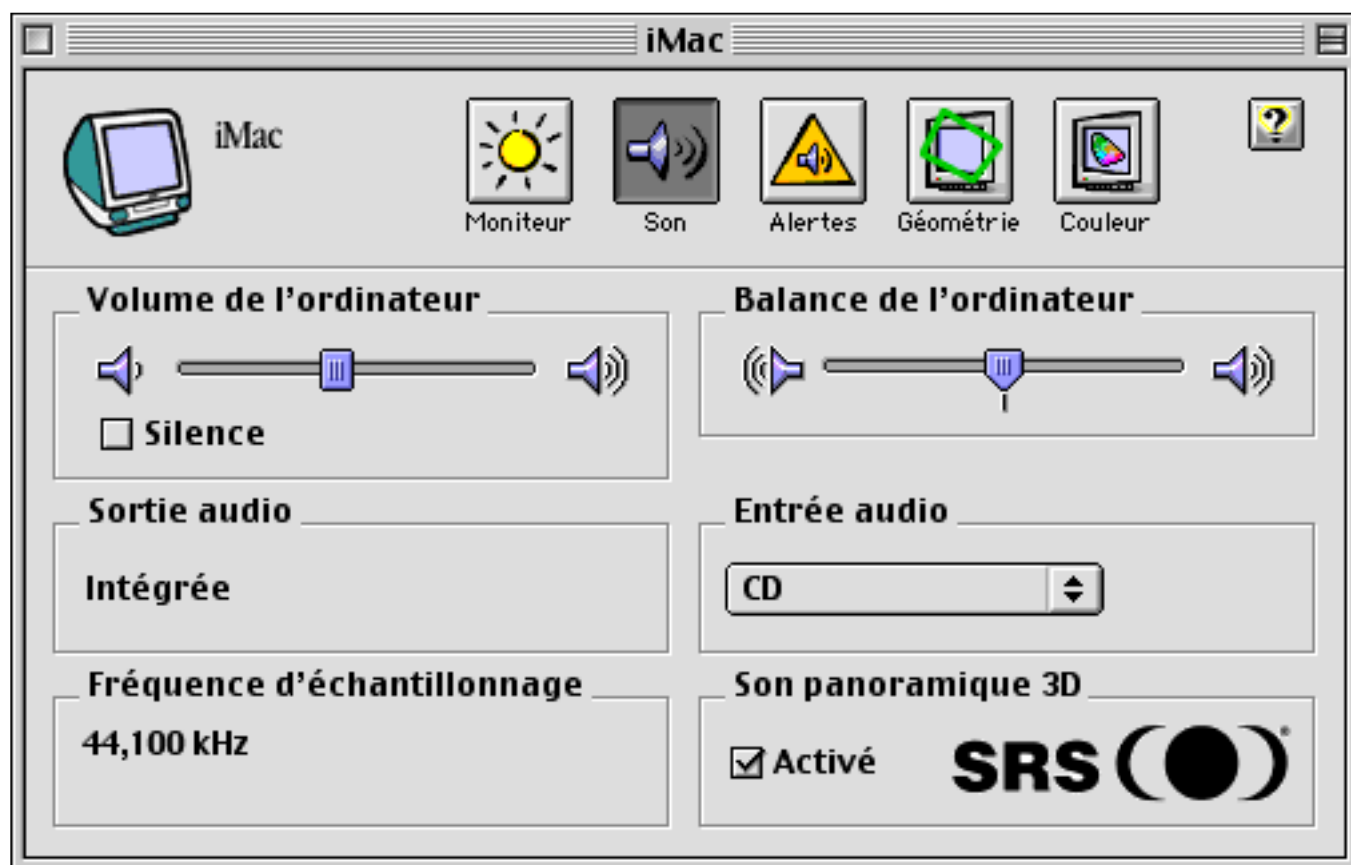 iMac
iMac
Moniteur
Son
Alertes
Géométrie
Couleur
Volume de l'ordinateur
Silence
Balance de l'ordinateur
Sortie audio
Intégrée
Entrée audio
CD
Fréquence d'échantillonnage
44,100 kHz
Son panoramique 3D
Activé
SRS